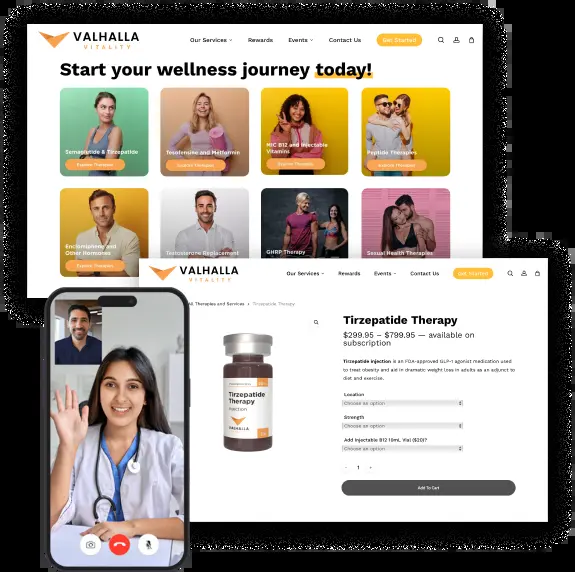 VALHALLA
VITALITY
Our Services
Rewards
Events
Contact Us
Get Started
Start your wellness journey today!
Semaglutide & Tirzepatide
Explore Therapies
Tesofensine and Metformin
Explore Therapies
MIC B12 and Injectable
Vitamins
Explore Therapies
Peptide Therapies
Explore Therapies
Enclomiphene and
Other Hormones
Explore Therapies
Testosterone Replacement
GHRP Therapy
Sexual Health Therapies
VALHALLA
VITALITY
Our Services
Rewards
Events
Contact Us
Get Started
All Therapies and Services > Tirzepatide Therapy
Tirzepatide
Therapy
Injection
VALHALLA
Tirzepatide Therapy
$299.95 – $799.95 — available on
subscription
Tirzepatide injection is an FDA-approved GLP-1 agonist medication used
to treat obesity and aid in dramatic weight loss in adults as an adjunct to
diet and exercise.
Location
Choose an option
Strength
Choose an option
Add Injectable B12 10mL Vial ($20)?
Choose an option
- 1 +
Add To Cart